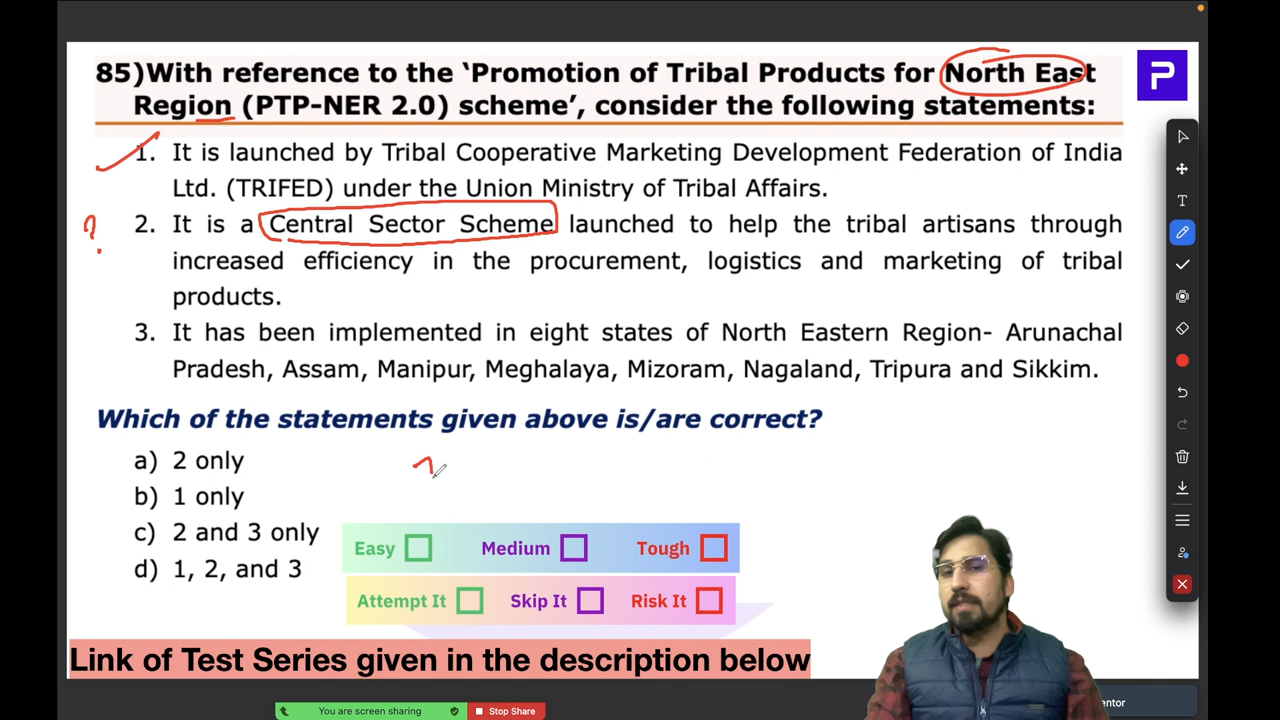 85)With reference to the ‘Promotion of Tribal Products for North East
Region (PTP-NER 2.0) scheme’, consider the following statements:
1. It is launched by Tribal Cooperative Marketing Development Federation of India
Ltd. (TRIFED) under the Union Ministry of Tribal Affairs.
?
2. It is a Central Sector Scheme launched to help the tribal artisans through
increased efficiency in the procurement, logistics and marketing of tribal
products.
3. It has been implemented in eight states of North Eastern Region- Arunachal
Pradesh, Assam, Manipur, Meghalaya, Mizoram, Nagaland, Tripura and Sikkim.
Which of the statements given above is/are correct?
a) 2 only
b) 1 only
c) 2 and 3 only
d) 1, 2, and 3
Easy Medium Tough
Attempt It Skip It Risk It
Link of Test Series given in the description below
You are screen sharing Stop Share
P
T